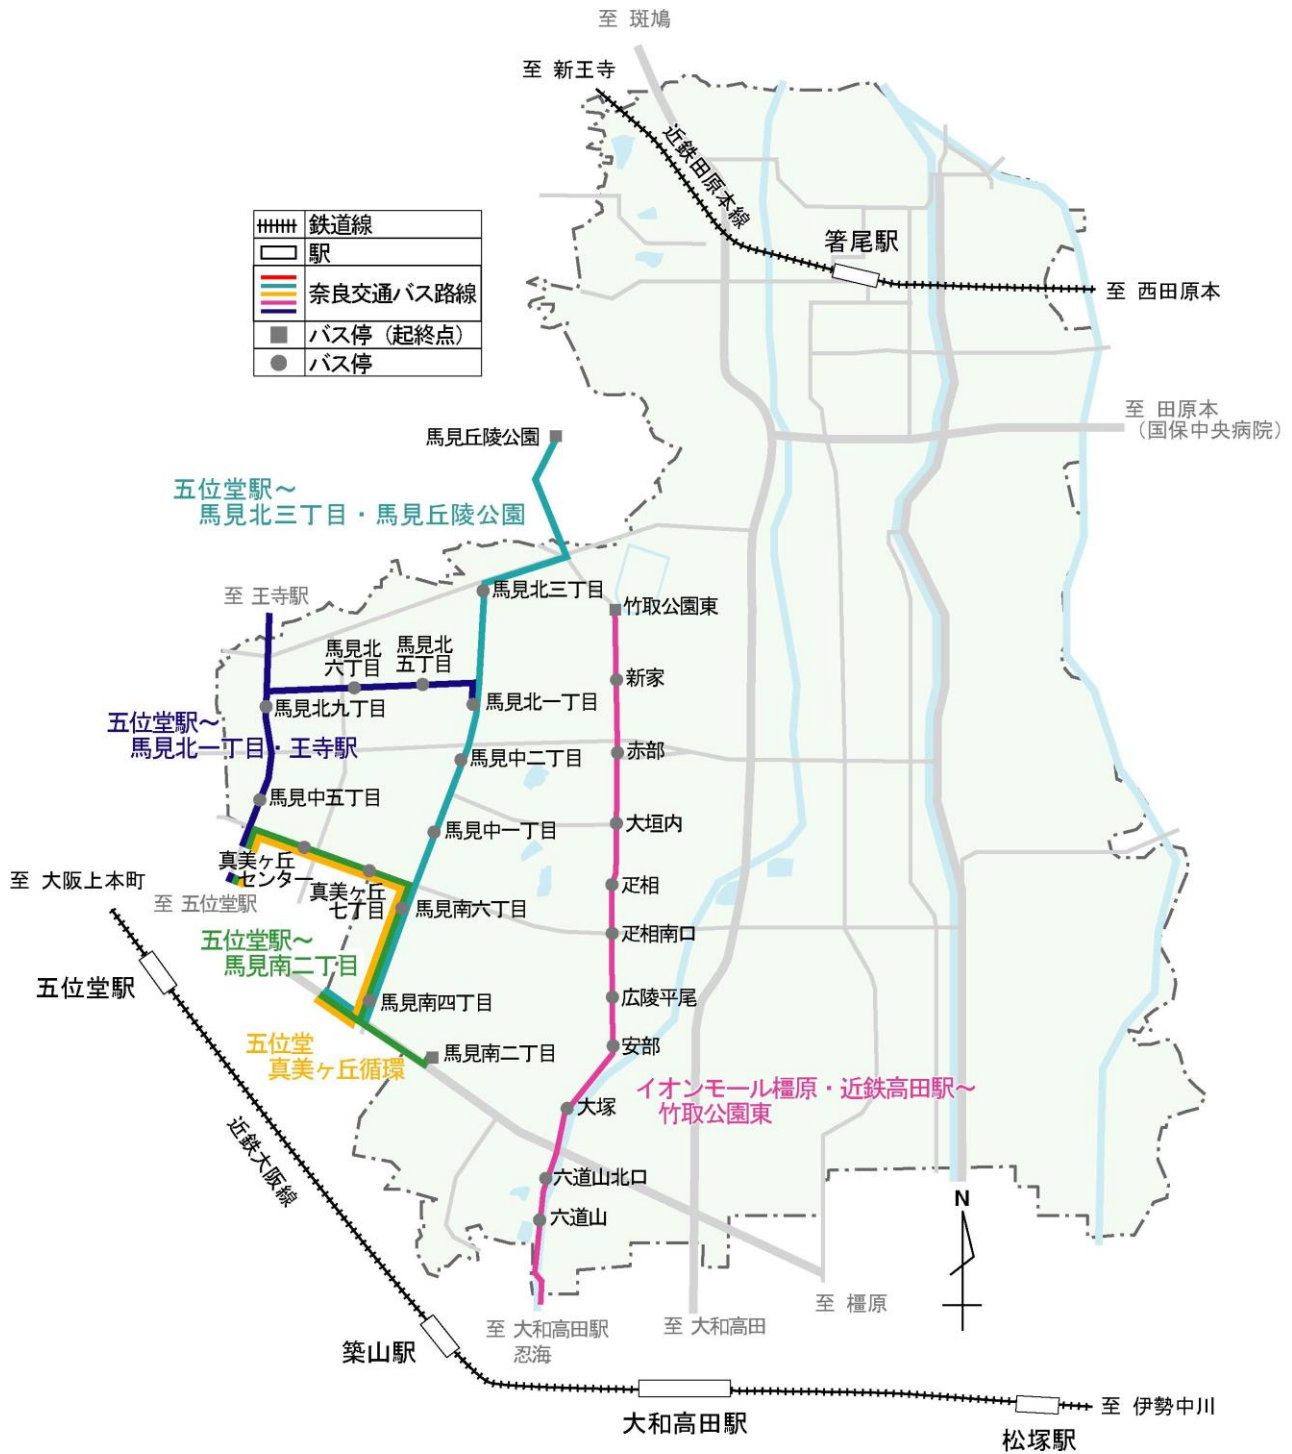 至 斑鳩
至 新王寺
近鉄田原本線
箸尾駅
至 西田原本
鉄道線
駅
奈良交通バス路線
バス停（起終点）
バス停
至 田原本
（国保中央病院）
馬見丘陵公園
五位堂駅～
馬見北三丁目・馬見丘陵公園
至 王寺駅
馬見北三丁目
竹取公園東
馬見北
六丁目
馬見北
五丁目
新家
馬見北九丁目
馬見北一丁目
五位堂駅～
馬見北一丁目・王寺駅
赤部
馬見中二丁目
馬見中五丁目
馬見中一丁目
大垣内
真美ヶ丘
センター
至 大阪上本町
真美ヶ丘
七丁目
疋相
至 五位堂駅
馬見南六丁目
疋相南口
五位堂駅～
馬見南二丁目
五位堂駅
馬見南四丁目
広陵平尾
五位堂
真美ヶ丘循環
馬見南二丁目
安部
イオンモール橿原・近鉄高田駅～
竹取公園東
大塚
近鉄大阪線
六道山北口
六道山
N
至 橿原
至 大和高田駅
忍海
至 大和高田
築山駅
大和高田駅
至 伊勢中川
松塚駅